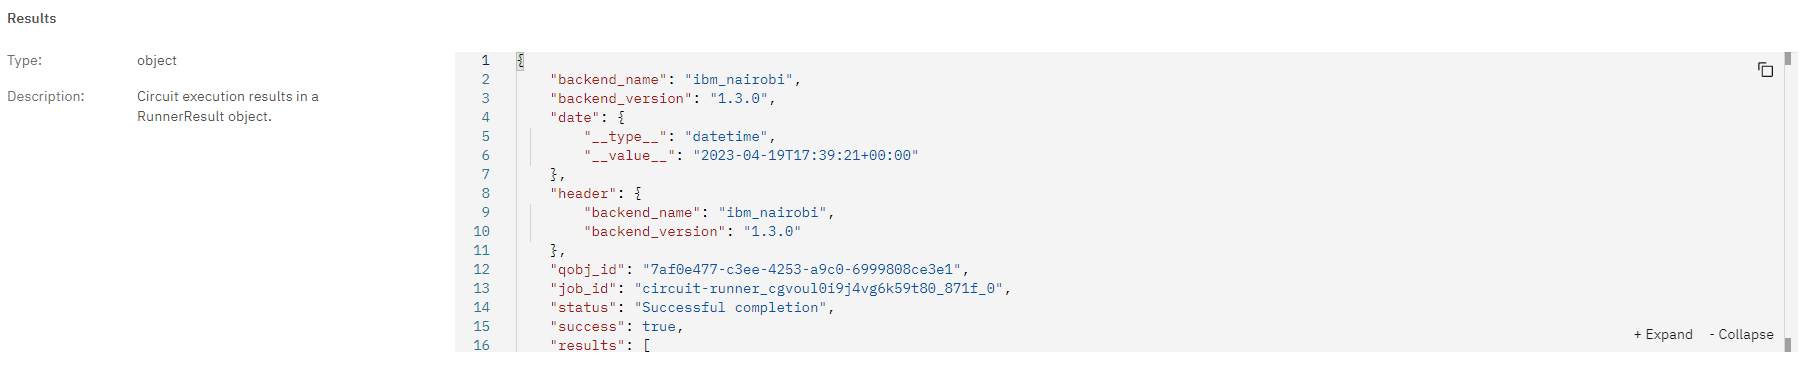 Results
Type: object
Description: Circuit execution results in a
RunnerResult object.
1 {
2 "backend_name": "ibm_nairobi",
3 "backend_version": "1.3.0",
4 "date": {
5 "__type__": "datetime",
6 "__value__": "2023-04-19T17:39:21+00:00"
7 },
8 "header": {
9 "backend_name": "ibm_nairobi",
10 "backend_version": "1.3.0"
11 },
12 "qobj_id": "7af0e477-c3ee-4253-a9c0-6999808ce3e1",
13 "job_id": "circuit-runner_cgvoul0i9j4vg6k59t80_871f_0",
14 "status": "Successful completion",
15 "success": true,
16 "results": [
+ Expand - Collapse